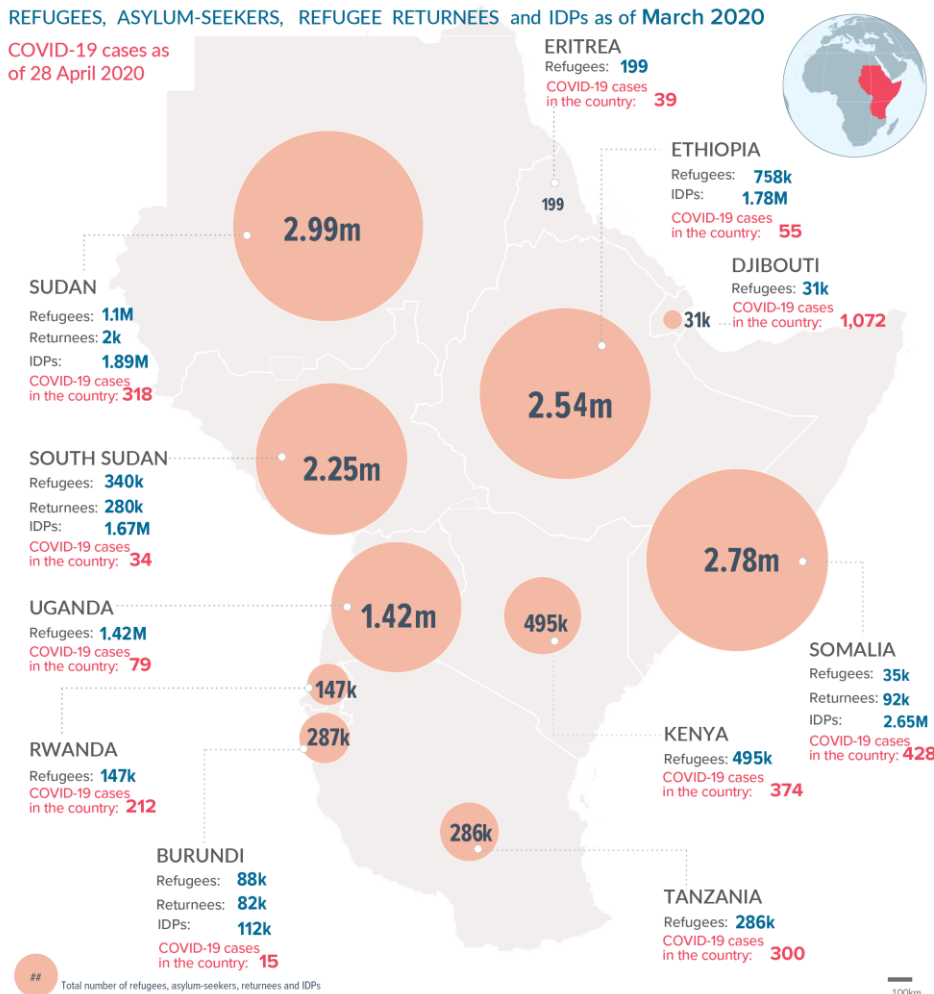 REFUGEES, ASYLUM-SEEKERS, REFUGEE RETURNEES and IDPs as of March 2020
COVID-19 cases as
of 28 April 2020
ERITREA
Refugees: 199
COVID-19 cases
in the country: 39
199
ETHIOPIA
Refugees: 758k
IDPs: 1.78M
COVID-19 cases
in the country: 55
2.54m
DJIBOUTI
Refugees: 31k
COVID-19 cases
in the country: 1,072
31k
2.99m
SUDAN
Refugees: 1.1M
Returnees: 2k
IDPs: 1.89M
COVID-19 cases
in the country: 318
2.25m
SOUTH SUDAN
Refugees: 340k
Returnees: 280k
IDPs: 1.67M
COVID-19 cases
in the country: 34
2.78m
SOMALIA
Refugees: 35k
Returnees: 92k
IDPs: 2.65M
COVID-19 cases
in the country: 428
1.42m
UGANDA
Refugees: 1.42M
COVID-19 cases
in the country: 79
495k
KENYA
Refugees: 495k
COVID-19 cases
in the country: 374
147k
RWANDA
Refugees: 147k
COVID-19 cases
in the country: 212
287k
BURUNDI
Refugees: 88k
Returnees: 82k
IDPs: 112k
COVID-19 cases
in the country: 15
286k
TANZANIA
Refugees: 286k
COVID-19 cases
in the country: 300
## Total number of refugees, asylum-seekers, returnees and IDPs
100km